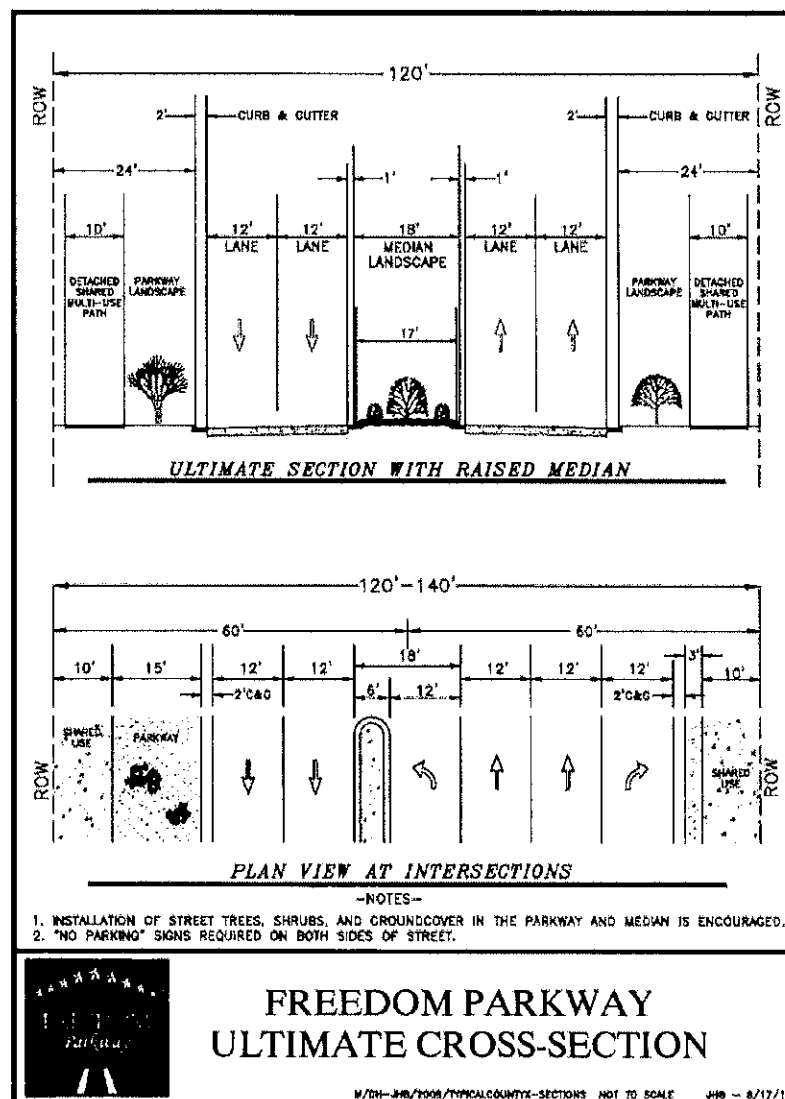 120'
ROW
ROW
2'
CURB & GUTTER
2'
CURB & GUTTER
24'
1'
1'
24'
10'
12'
12'
18'
12'
12'
10'
LANE
LANE
MEDIAN
LANDSCAPE
LANE
LANE
DETACHED
SHARED
MULTI-USE
PATH
PARKWAY
LANDSCAPE
PARKWAY
LANDSCAPE
DETACHED
SHARED
MULTI-USE
PATH
17'
ULTIMATE SECTION WITH RAISED MEDIAN
120'-140'
60'
60'
10'
15'
12'
12'
18'
12'
12'
12'
3'
10'
2'C&G
6'
12'
2'C&G
SHARED
USE
PARKWAY
SHARED
USE
ROW
ROW
PLAN VIEW AT INTERSECTIONS
-NOTES-
1. INSTALLATION OF STREET TREES, SHRUBS, AND GROUNDCOVER IN THE PARKWAY AND MEDIAN IS ENCOURAGED.
2. "NO PARKING" SIGNS REQUIRED ON BOTH SIDES OF STREET.
Parkway
FREEDOM PARKWAY
ULTIMATE CROSS-SECTION
NOT TO SCALE